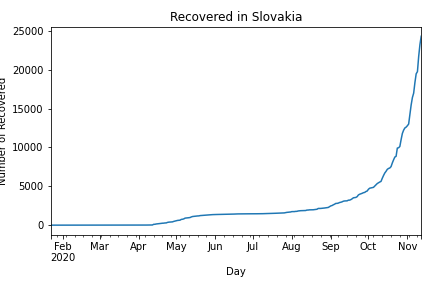 Recovered in Slovakia
Number of Recovered
25000
20000
15000
10000
5000
0
Feb Mar Apr May Jun Jul Aug Sep Oct Nov
2020
Day